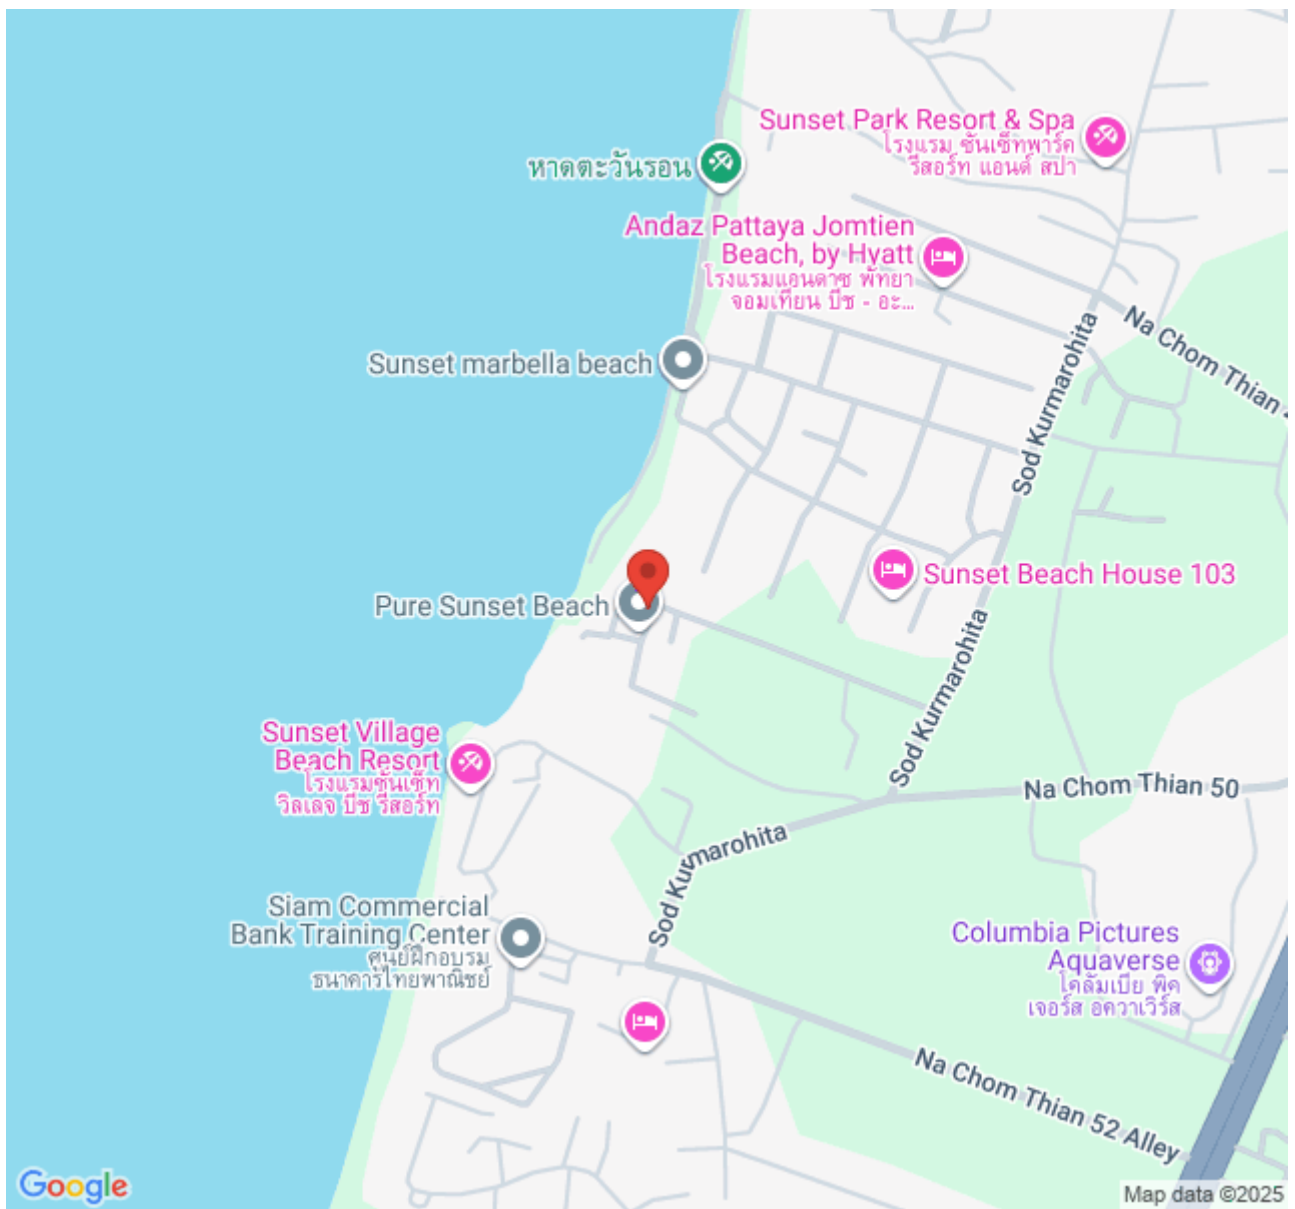 Sunset Park Resort & Spa
โรงแรม ซันเซ็ทพาร์ค
รีสอร์ท แอนด์ สปา
หาดตะวันรอน
Andaz Pattaya Jomtien
Beach, by Hyatt
โรงแรมแอนดาซ พัทยา
จอมเทียน บีช - อะ...
Na Chom Thian
Sunset marbella beach
Sod Kurmarohita
Sunset Beach House 103
Pure Sunset Beach
Sod Kurmarohita
Sunset Village
Beach Resort
โรงแรมซันเซ็ท
วิลเลจ บีช รีสอร์ท
Na Chom Thian 50
Sod Kurmarohita
Siam Commercial
Bank Training Center
ศูนย์ฝึกอบรม
ธนาคารไทยพาณิชย์
Columbia Pictures
Aquaverse
โคลัมเบีย พิค
เจอร์ส อควาเวิร์ส
Na Chom Thian 52 Alley
Google
Map data ©2025